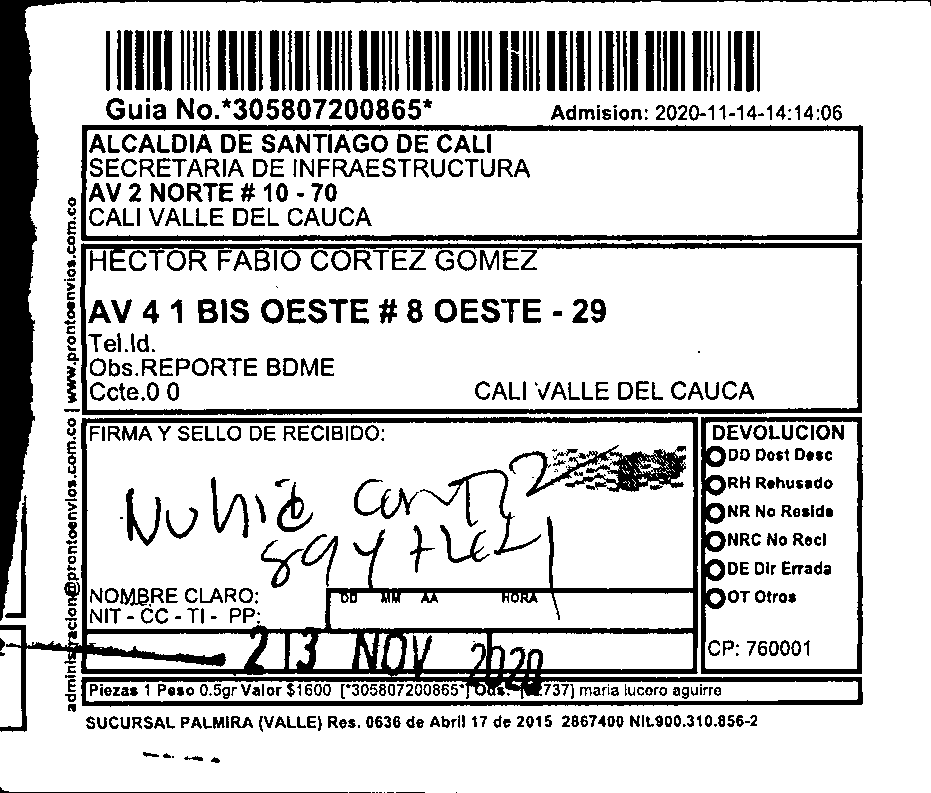 Guia No.*305807200865*
Admision: 2020-11-14-14:14:06
ALCALDIA DE SANTIAGO DE CALI
SECRETARIA DE INFRAESTRUCTURA
AV 2 NORTE # 10 - 70
CALI VALLE DEL CAUCA
HECTOR FABIO CORTEZ GOMEZ
AV 4 1 BIS OESTE # 8 OESTE - 29
Tel.Id.
Obs.REPORTE BDME
Ccte.0 0
CALI VALLE DEL CAUCA
FIRMA Y SELLO DE RECIBIDO:
NOMBRE CLARO:
NIT - CC - TI - PP:
DD MM AA HORA
23 NOV 2020
DEVOLUCION
DD Dest Desc
RH Rehusado
NR No Reside
NRC No Recl
DE Dir Errada
OT Otros
CP: 760001
Piezas 1 Peso 0.5gr Valor $1600 [*305807200865*] maria lucero aguirre
SUCURSAL PALMIRA (VALLE) Res. 0636 de Abril 17 de 2015 2867400 Nit.900.310.856-2
administracion@prontoenvios.com.co | www.prontoenvios.com.co